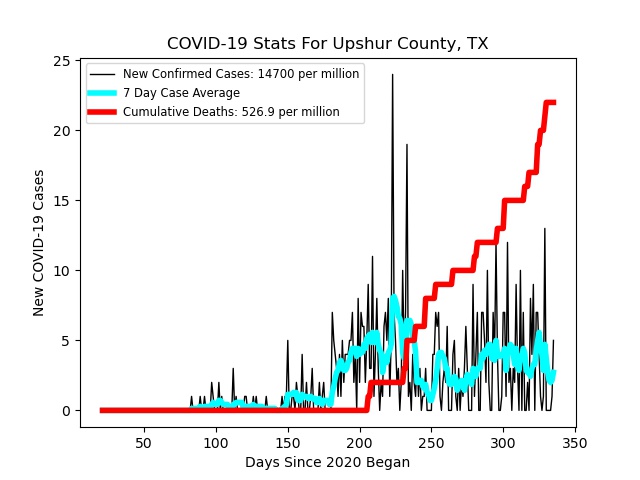 COVID-19 Stats For Upshur County, TX
New Confirmed Cases: 14700 per million
7 Day Case Average
Cumulative Deaths: 526.9 per million
New COVID-19 Cases
25
20
15
10
5
0
50
100
150
200
250
300
350
Days Since 2020 Began